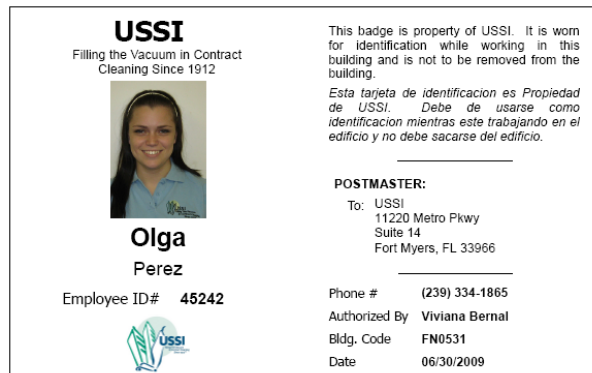 USSI
Filling the Vacuum in Contract
Cleaning Since 1912
Olga
Perez
Employee ID# 45242
USSI
This badge is property of USSI. It is worn
for identification while working in this
building and is not to be removed from the
building.
Esta tarjeta de identificacion es Propiedad
de USSI. Debe de usarse como
identificacion mientras este trabajando en el
edificio y no debe sacarse del edificio.
POSTMASTER:
To: USSI
11220 Metro Pkwy
Suite 14
Fort Myers, FL 33966
Phone # (239) 334-1865
Authorized By Viviana Bernal
Bldg. Code FN0531
Date 06/30/2009